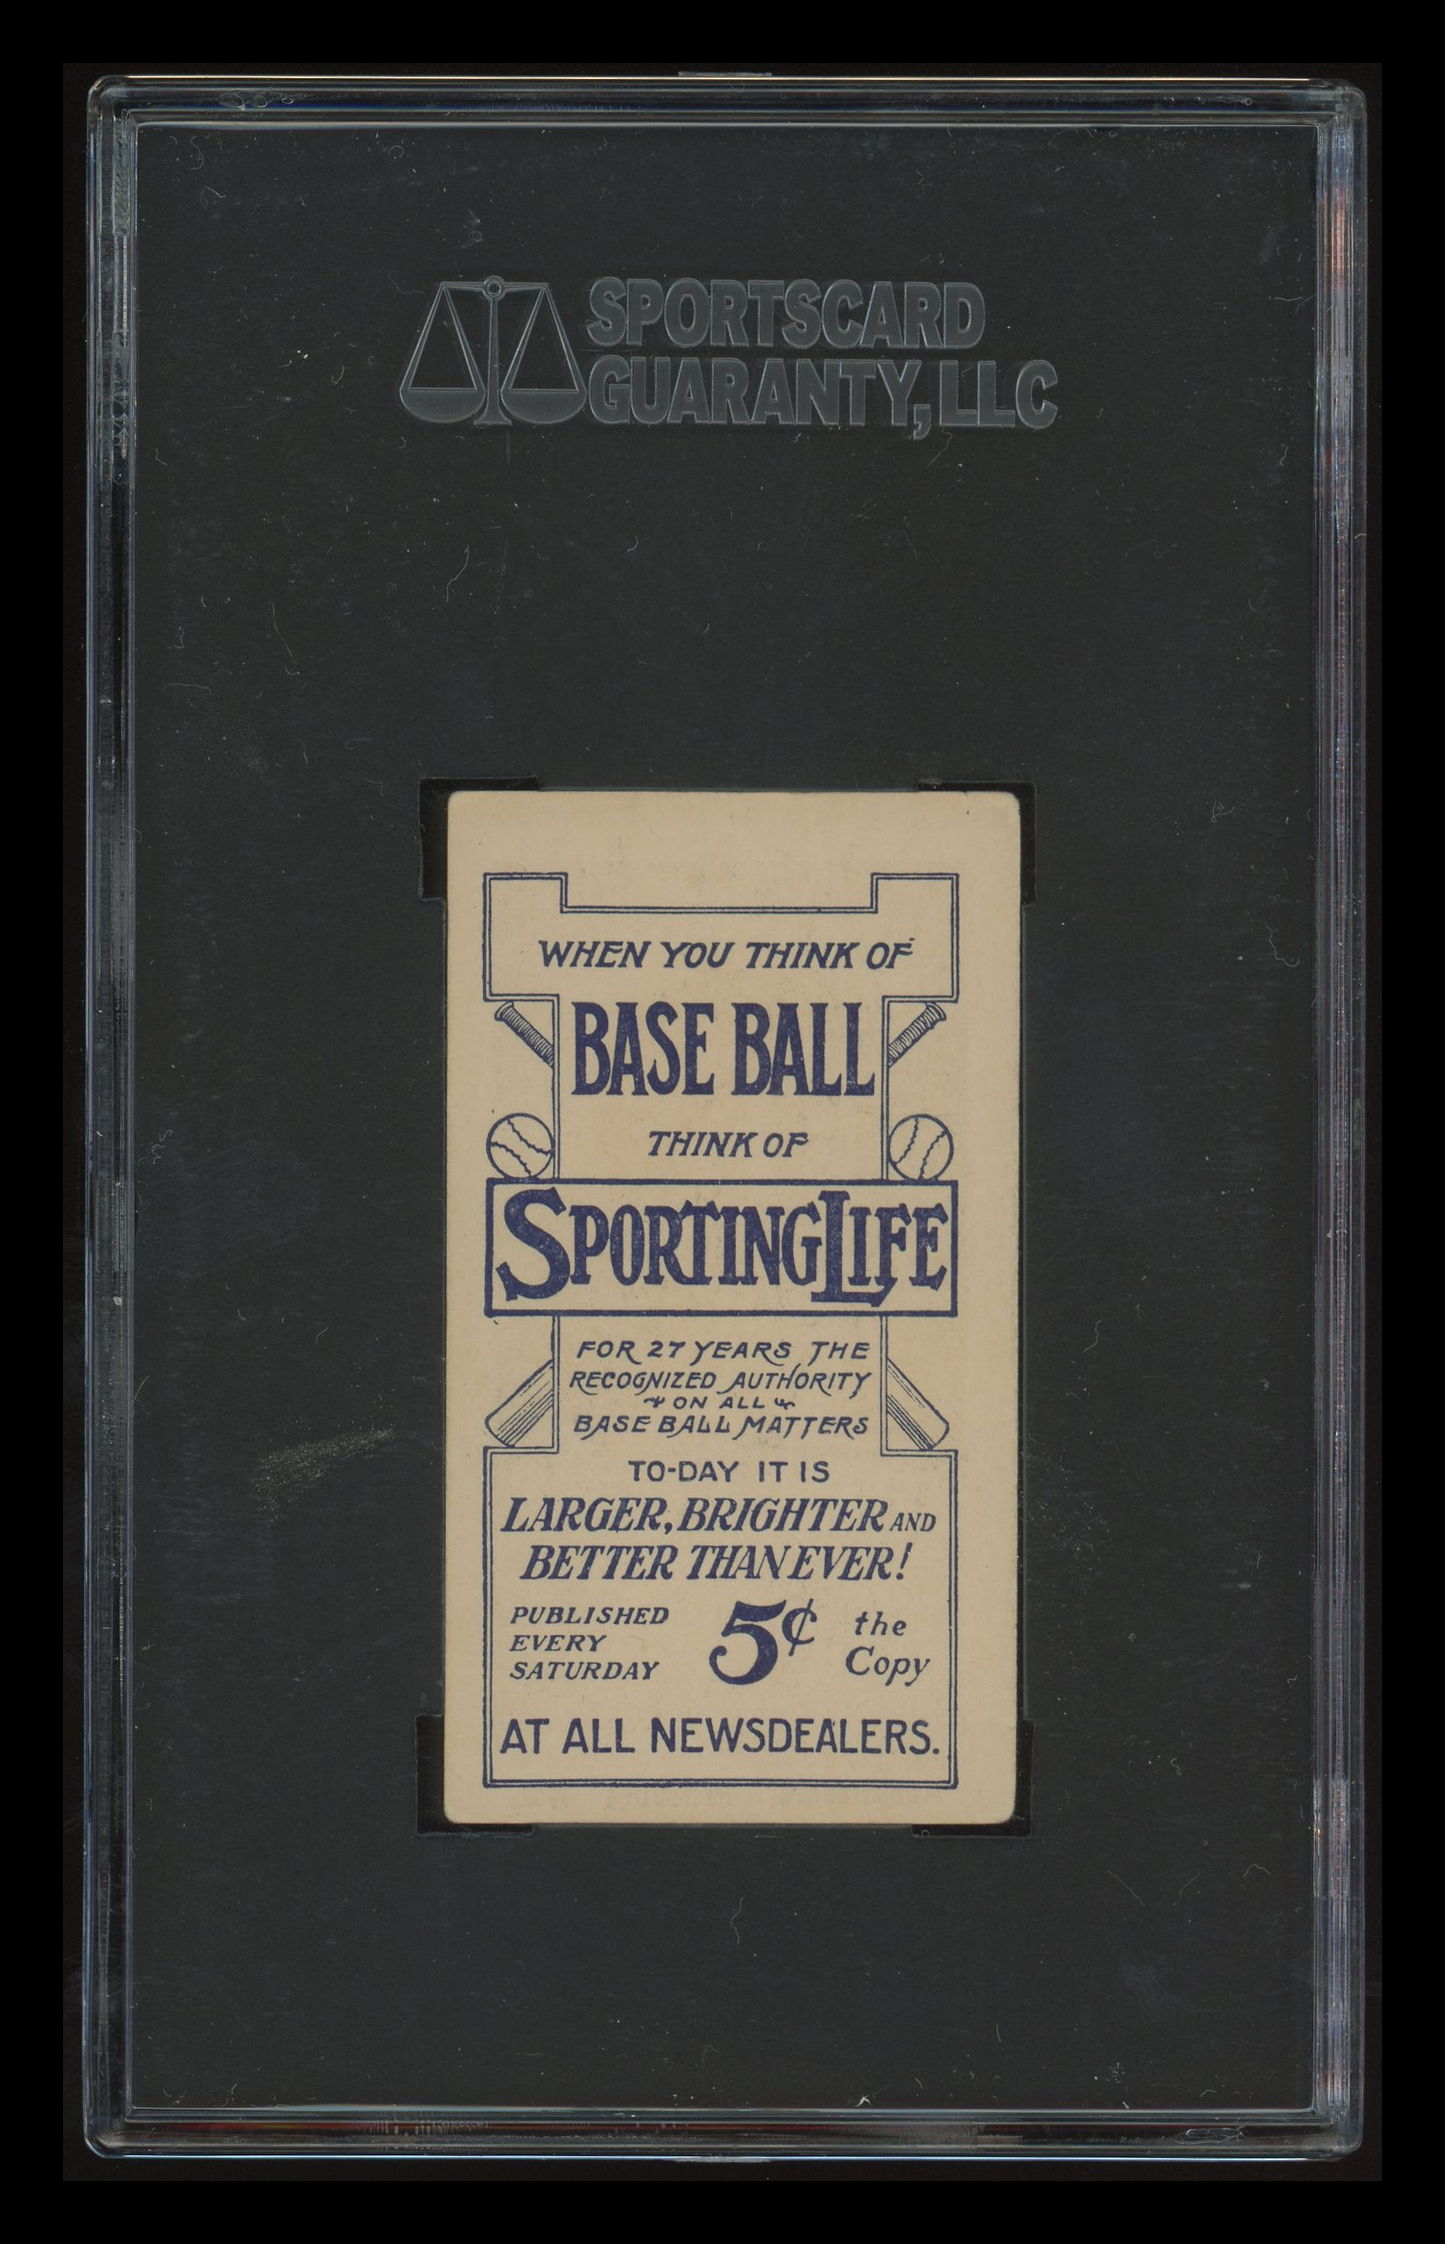 SPORTSCARD
GUARANTY, LLC
WHEN YOU THINK OF
BASE BALL
THINK OF
SPORTING LIFE
FOR 27 YEARS THE
RECOGNIZED AUTHORITY
ON ALL
BASE BALL MATTERS
TO-DAY IT IS
LARGER, BRIGHTER AND
BETTER THAN EVER!
PUBLISHED
EVERY
SATURDAY
5¢
the
Copy
AT ALL NEWSDEALERS.